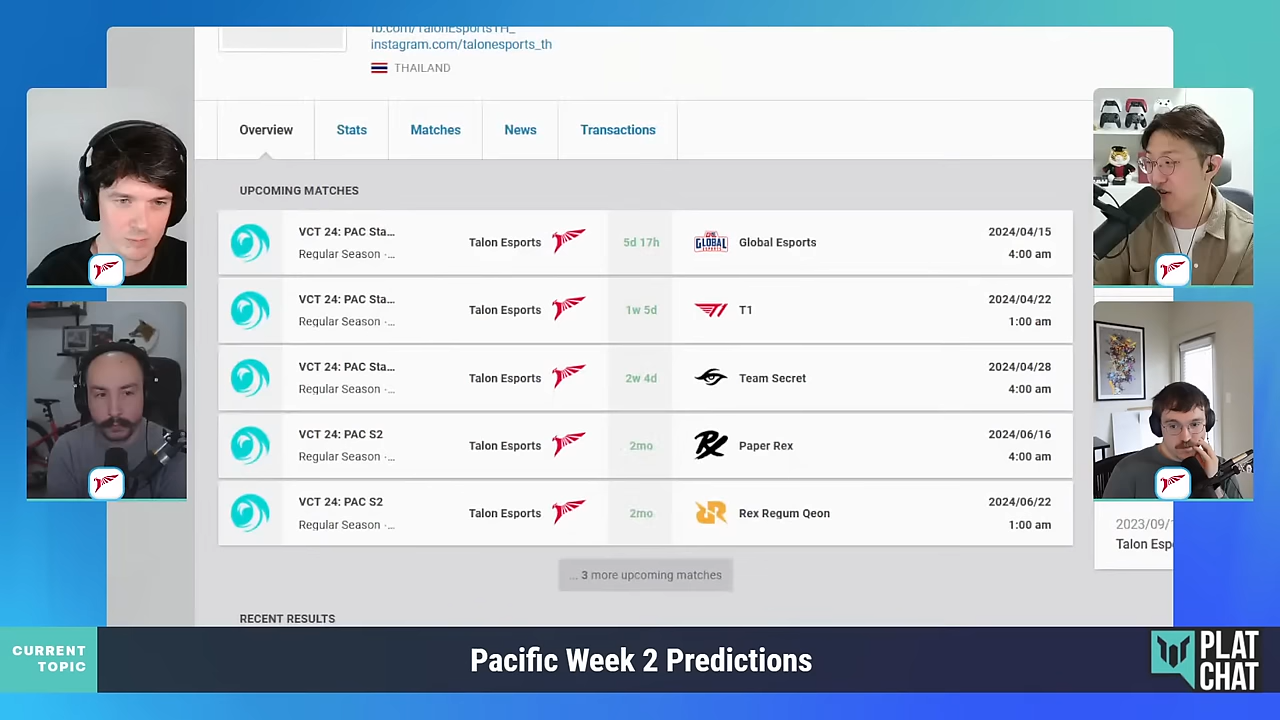 fb.com/TalonEsportsTH_
instagram.com/talonesports_th
THAILAND
Overview
Stats
Matches
News
Transactions
UPCOMING MATCHES
VCT 24: PAC Sta...
Regular Season ·...
Talon Esports
5d 17h
GLOBAL
Global Esports
2024/04/15
4:00 am
VCT 24: PAC Sta...
Regular Season ·...
Talon Esports
1w 5d
T1
2024/04/22
1:00 am
VCT 24: PAC Sta...
Regular Season ·...
Talon Esports
2w 4d
Team Secret
2024/04/28
4:00 am
VCT 24: PAC S2
Regular Season ·...
Talon Esports
2mo
Paper Rex
2024/06/16
4:00 am
VCT 24: PAC S2
Regular Season ·...
Talon Esports
2mo
Rex Regum Qeon
2024/06/22
1:00 am
2023/09/
Talon Esp
... 3 more upcoming matches
RECENT RESULTS
CURRENT
TOPIC
Pacific Week 2 Predictions
PLAT
CHAT